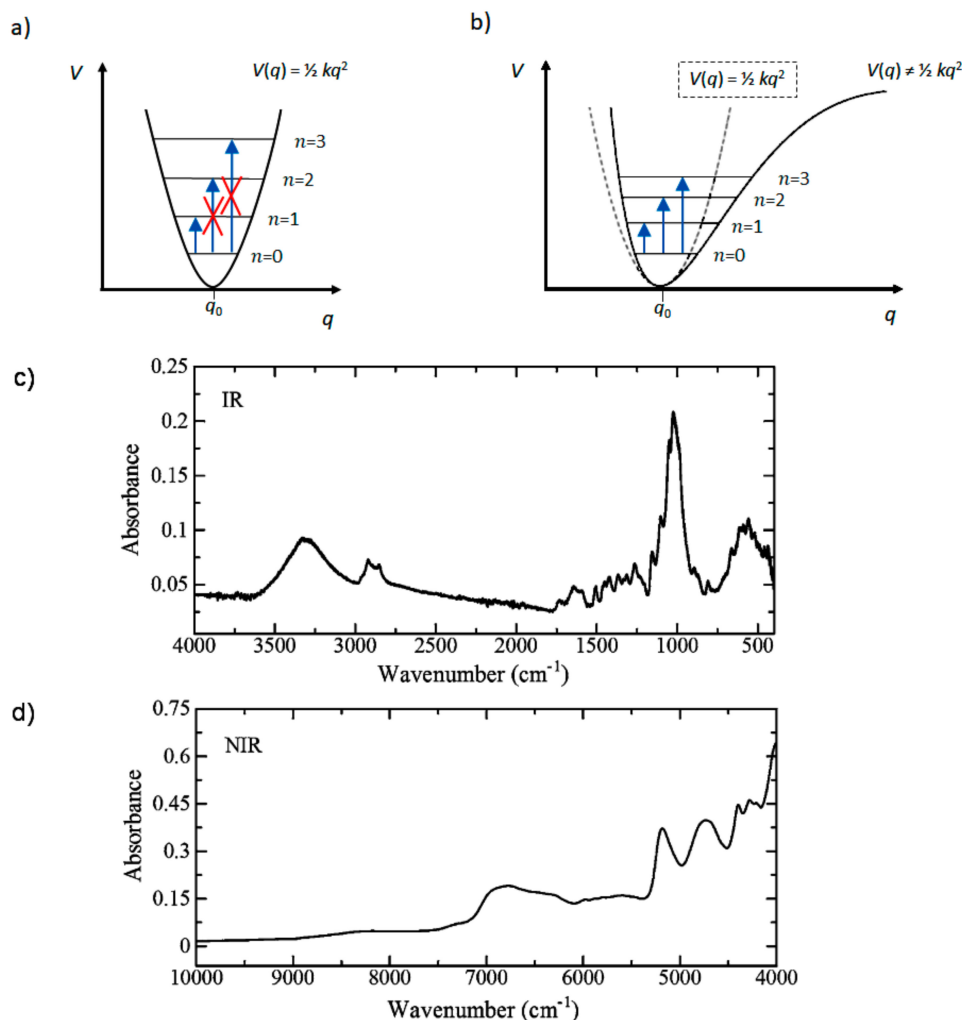 a)
V
V(q) = ½ kq²
n=3
n=2
n=1
n=0
q₀
q
b)
V
V(q) = ½ kq²
V(q) ≠ ½ kq²
n=3
n=2
n=1
n=0
q₀
q
c)
IR
Absorbance
0.25
0.2
0.15
0.1
0.05
4000 3500 3000 2500 2000 1500 1000 500
Wavenumber (cm⁻¹)
d)
NIR
Absorbance
0.75
0.6
0.45
0.3
0.15
0
10000 9000 8000 7000 6000 5000 4000
Wavenumber (cm⁻¹)